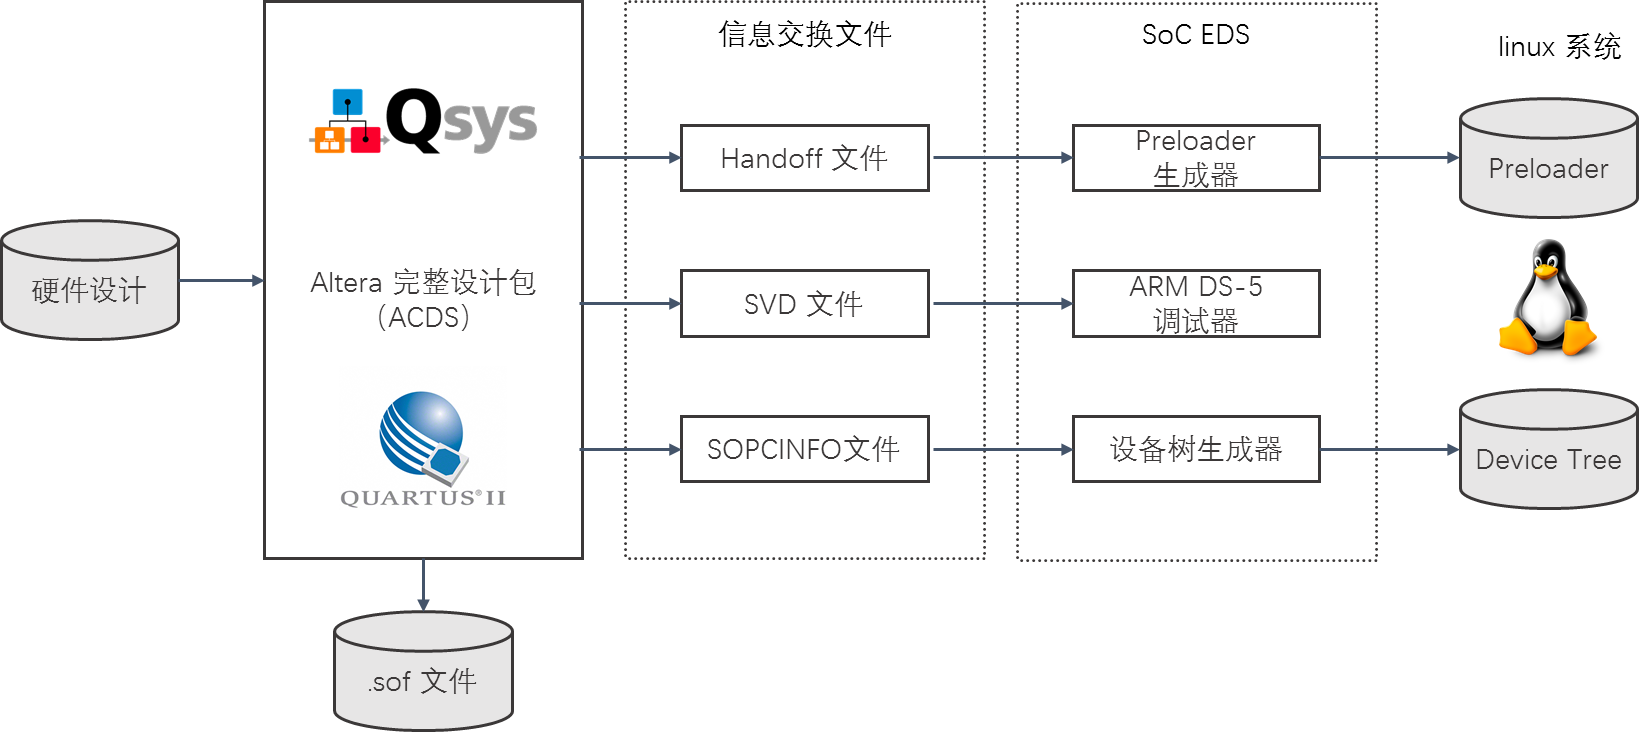 信息交换文件
SoC EDS
linux 系统
Qsys
Handoff 文件
Preloader
生成器
Preloader
硬件设计
Altera 完整设计包
（ACDS）
SVD 文件
ARM DS-5
调试器
QUARTUS®II
SOPCINFO文件
设备树生成器
Device Tree
.sof 文件